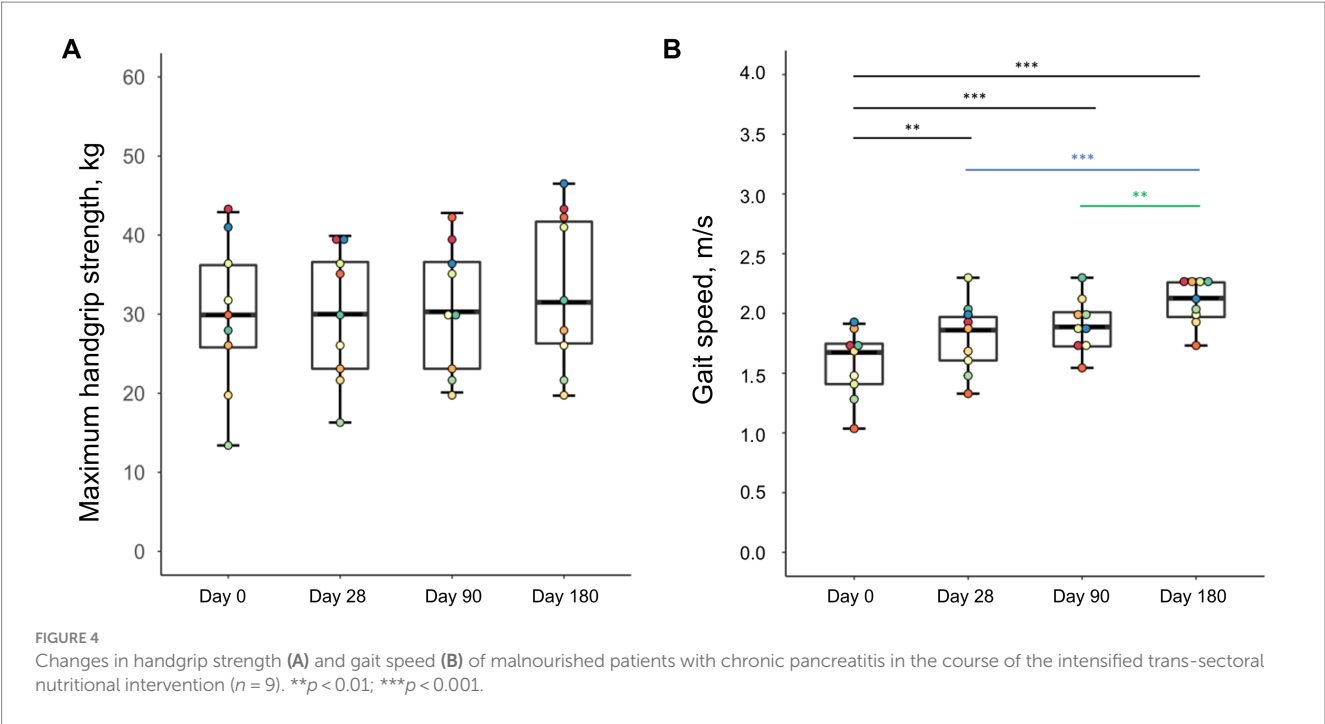 A
Maximum handgrip strength, kg
60
50
40
30
20
10
0
Day 0 Day 28 Day 90 Day 180
B
Gait speed, m/s
4.0
3.5
3.0
2.5
2.0
1.5
1.0
0.5
0.0
***
***
**
***
**
Day 0 Day 28 Day 90 Day 180
FIGURE 4
Changes in handgrip strength (A) and gait speed (B) of malnourished patients with chronic pancreatitis in the course of the intensified trans-sectoral
nutritional intervention (n = 9). **p < 0.01; ***p < 0.001.